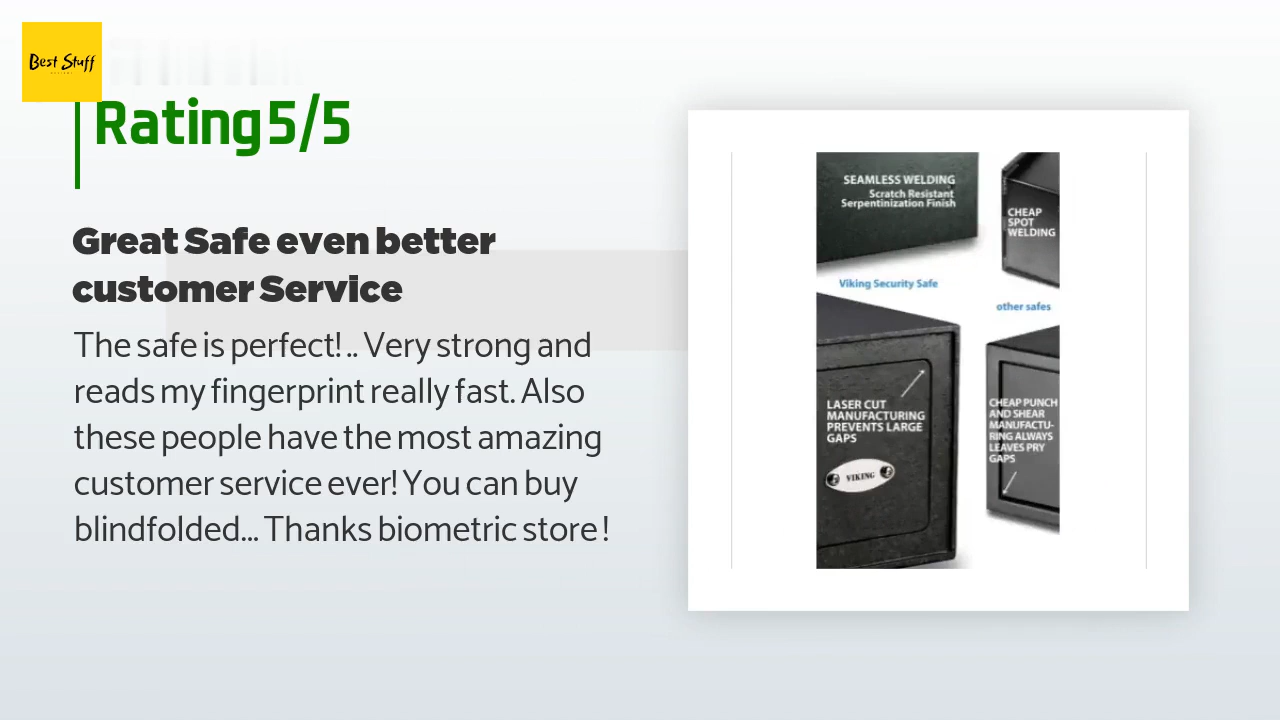 Best Stuff
Rating 5/5
Great Safe even better
customer Service
The safe is perfect! .. Very strong and
reads my fingerprint really fast. Also
these people have the most amazing
customer service ever! You can buy
blindfolded... Thanks biometric store !
SEAMLESS WELDING
Scratch Resistant
Serpentinization Finish
CHEAP
SPOT
WELDING
Viking Security Safe
other safes
LASER CUT
MANUFACTURING
PREVENTS LARGE
GAPS
VIKING
CHEAP PUNCH
AND SHEAR
MANUFACTU-
RING ALWAYS
LEAVES PRY
GAPS